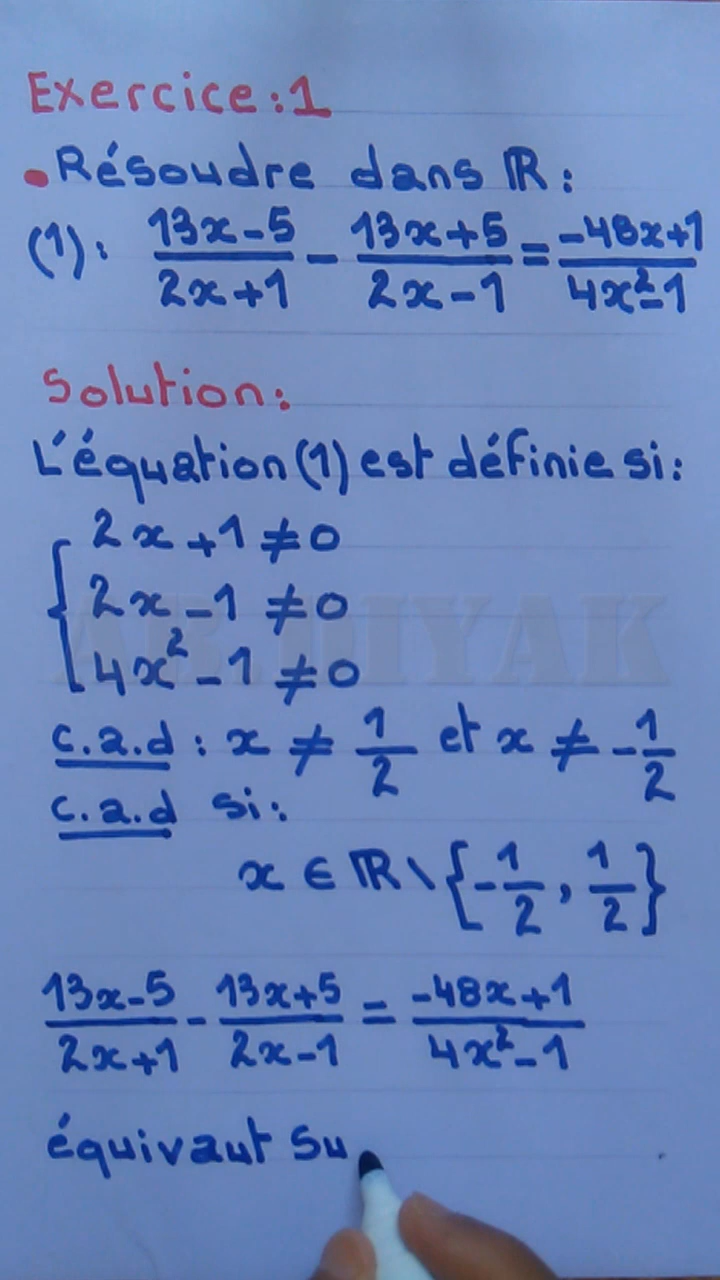 Exercice:1
• Résoudre dans ℝ:
(1): (13x-5)/(2x+1) - (13x+5)/(2x-1) = (-48x+1)/(4x²-1)
Solution:
L'équation (1) est définie si:
{ 2x+1≠0
2x-1≠0
4x²-1≠0
c.a.d : x ≠ 1/2 et x ≠ -1/2
c.a.d si:
x ∈ ℝ \ {-1/2, 1/2}
(13x-5)/(2x+1) - (13x+5)/(2x-1) = (-48x+1)/(4x²-1)
équivaut Su
AB.DIYAK